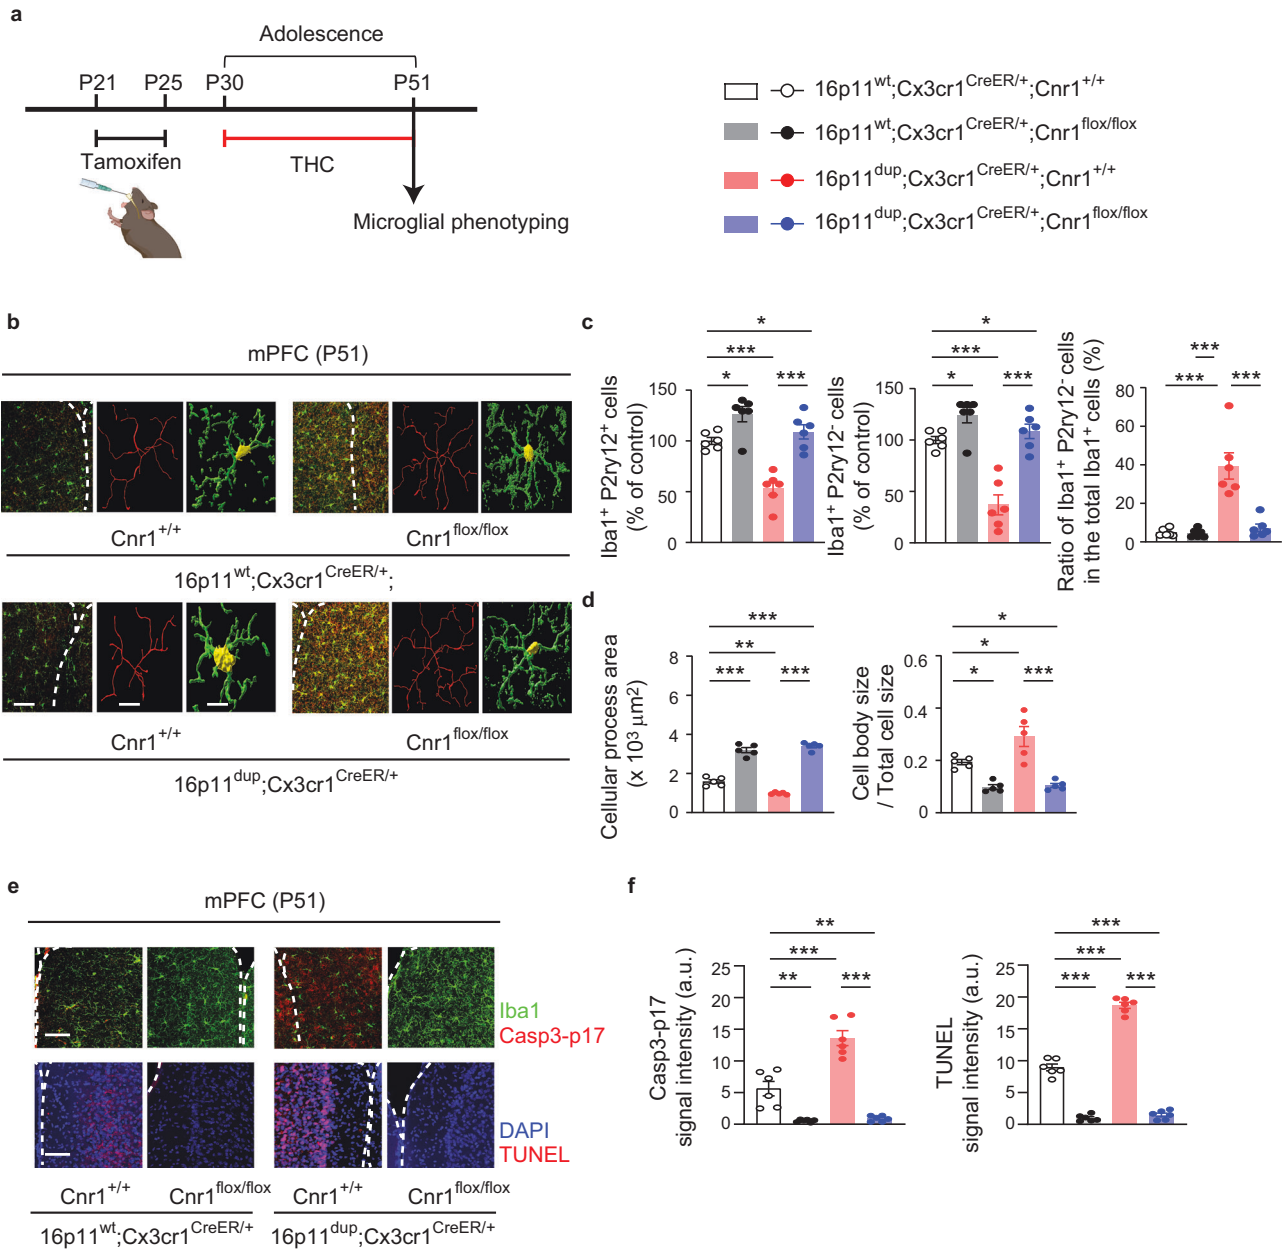 a
Adolescence
P21 P25 P30 P51
Tamoxifen THC
Microglial phenotyping
16p11wt;Cx3cr1CreER/+;Cnr1+/+
16p11wt;Cx3cr1CreER/+;Cnr1flox/flox
16p11dup;Cx3cr1CreER/+;Cnr1+/+
16p11dup;Cx3cr1CreER/+;Cnr1flox/flox
b
mPFC (P51)
Cnr1+/+ Cnr1flox/flox
16p11wt;Cx3cr1CreER/+;
Cnr1+/+ Cnr1flox/flox
16p11dup;Cx3cr1CreER/+
c
Iba1+ P2ry12+ cells
(% of control)
150
100
50
0
*
***
* ***
Iba1+ P2ry12- cells
(% of control)
150
100
50
0
*
***
* ***
Ratio of Iba1+ P2ry12- cells
in the total Iba1+ cells (%)
80
60
40
20
0
***
*** ***
d
Cellular process area
(x 10³ μm²)
8
6
4
2
0
***
**
*** ***
Cell body size
/ Total cell size
0.6
0.4
0.2
0
*
*
* ***
e
mPFC (P51)
Iba1
Casp3-p17
DAPI
TUNEL
Cnr1+/+ Cnr1flox/flox Cnr1+/+ Cnr1flox/flox
16p11wt;Cx3cr1CreER/+ 16p11dup;Cx3cr1CreER/+
f
Casp3-p17
signal intensity (a.u.)
25
20
15
10
5
0
**
***
** ***
TUNEL
signal intensity (a.u.)
25
20
15
10
5
0
***
***
*** ***